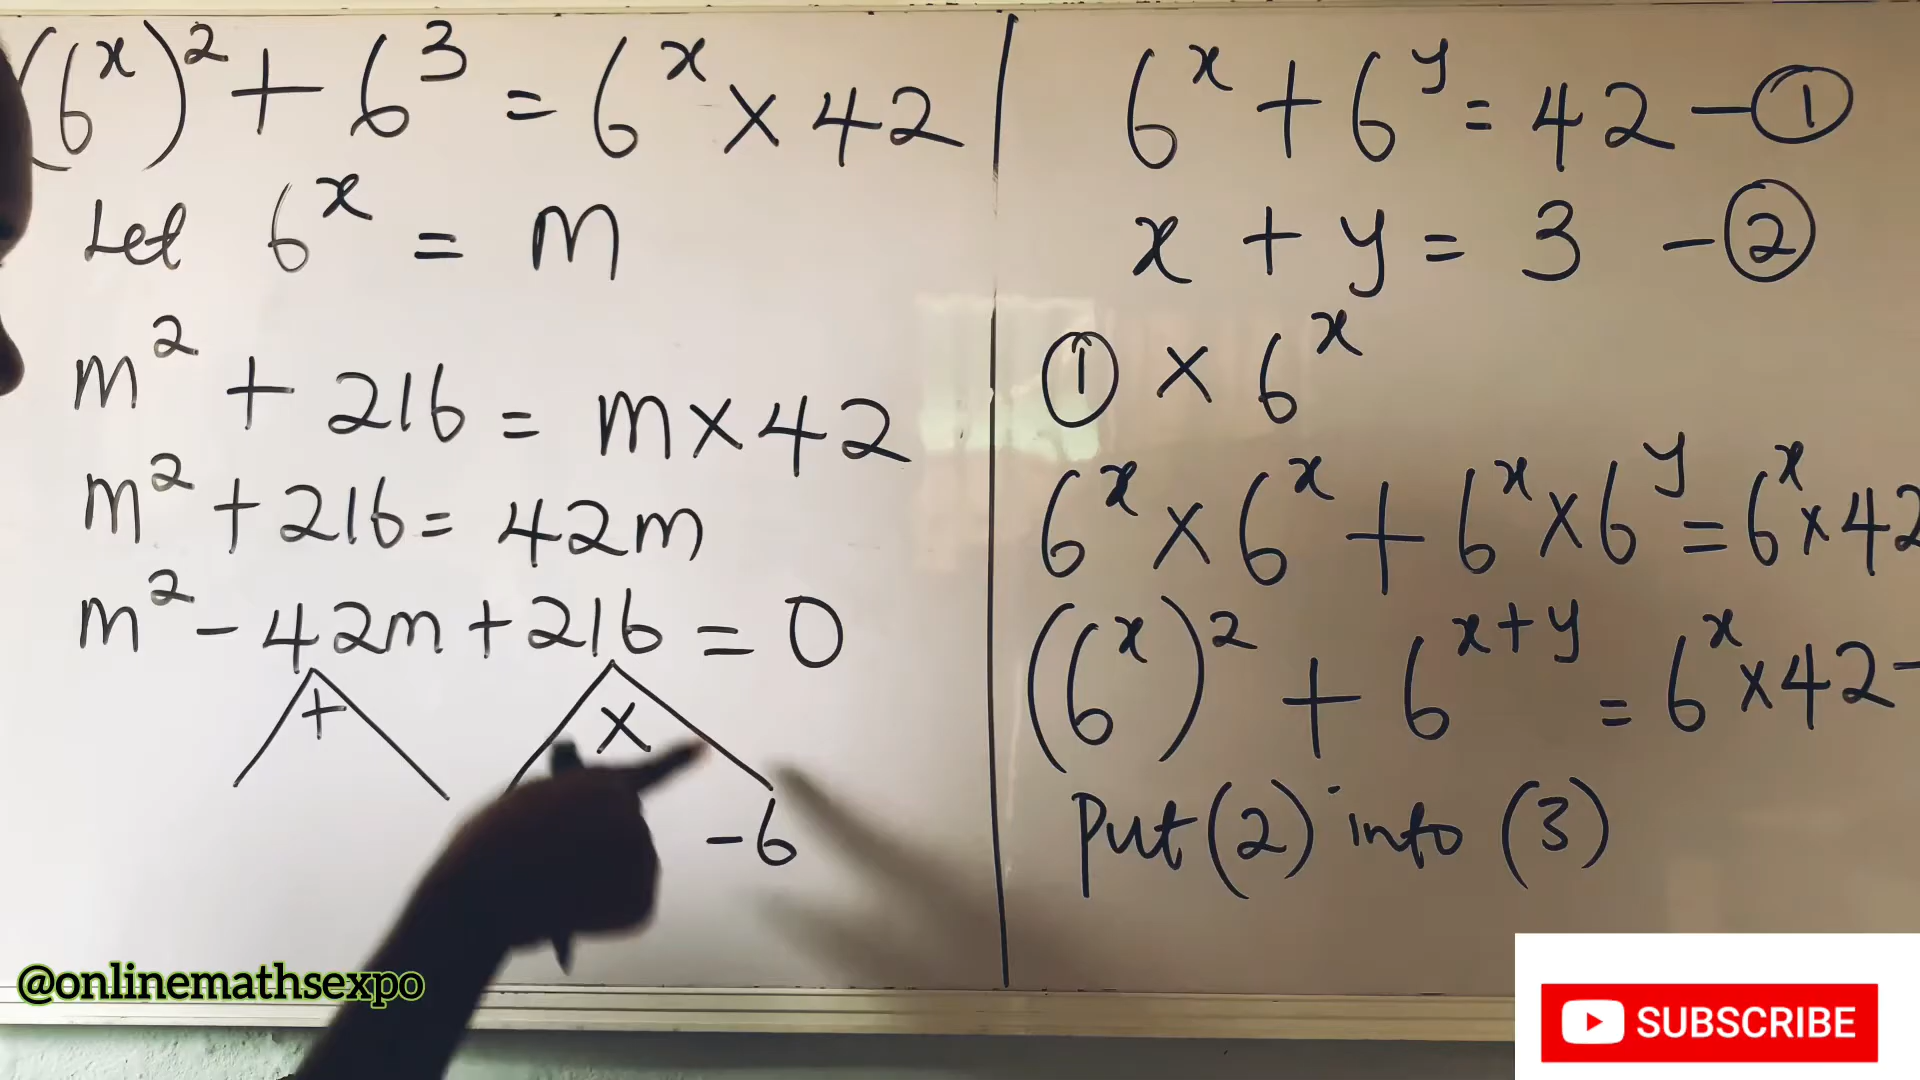 (6^x)^2 + 6^3 = 6^x × 42
Let 6^x = m
m^2 + 216 = m × 42
m^2 + 216 = 42m
m^2 - 42m + 216 = 0
+ ×
-6
6^x + 6^y = 42 - ①
x + y = 3 - ②
① × 6^x
6^x × 6^x + 6^x × 6^y = 6^x × 42
(6^x)^2 + 6^{x+y} = 6^x × 42 -
Put (2) into (3)
@onlinemathsexpo
SUBSCRIBE